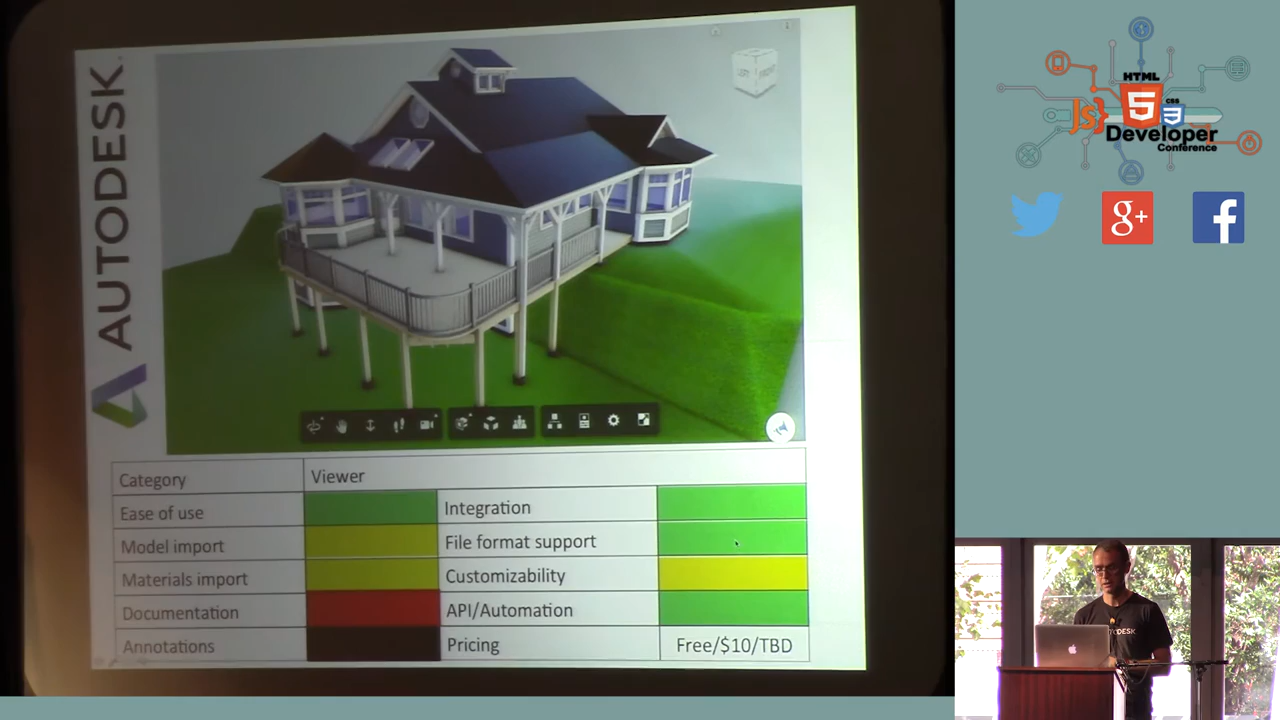 AUTODESK.
Category
Viewer
Ease of use
Integration
Model import
File format support
Materials import
Customizability
Documentation
API/Automation
Annotations
Pricing
Free/$10/TBD
HTML
5
JS}
CSS
3
Developer
Conference
g+
f